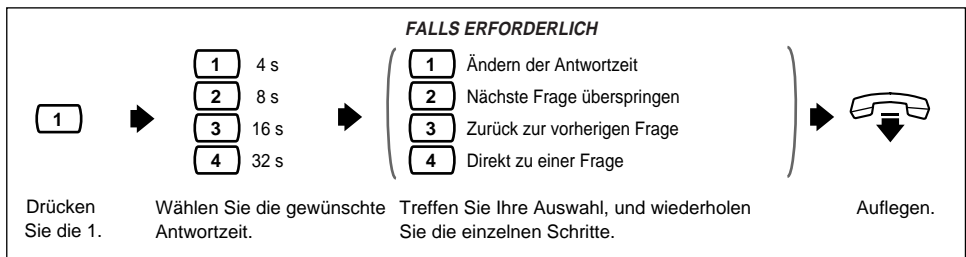 FALLS ERFORDERLICH
1
1 4 s
2 8 s
3 16 s
4 32 s
1 Ändern der Antwortzeit
2 Nächste Frage überspringen
3 Zurück zur vorherigen Frage
4 Direkt zu einer Frage
Drücken
Sie die 1.
Wählen Sie die gewünschte
Antwortzeit.
Treffen Sie Ihre Auswahl, und wiederholen
Sie die einzelnen Schritte.
Auflegen.